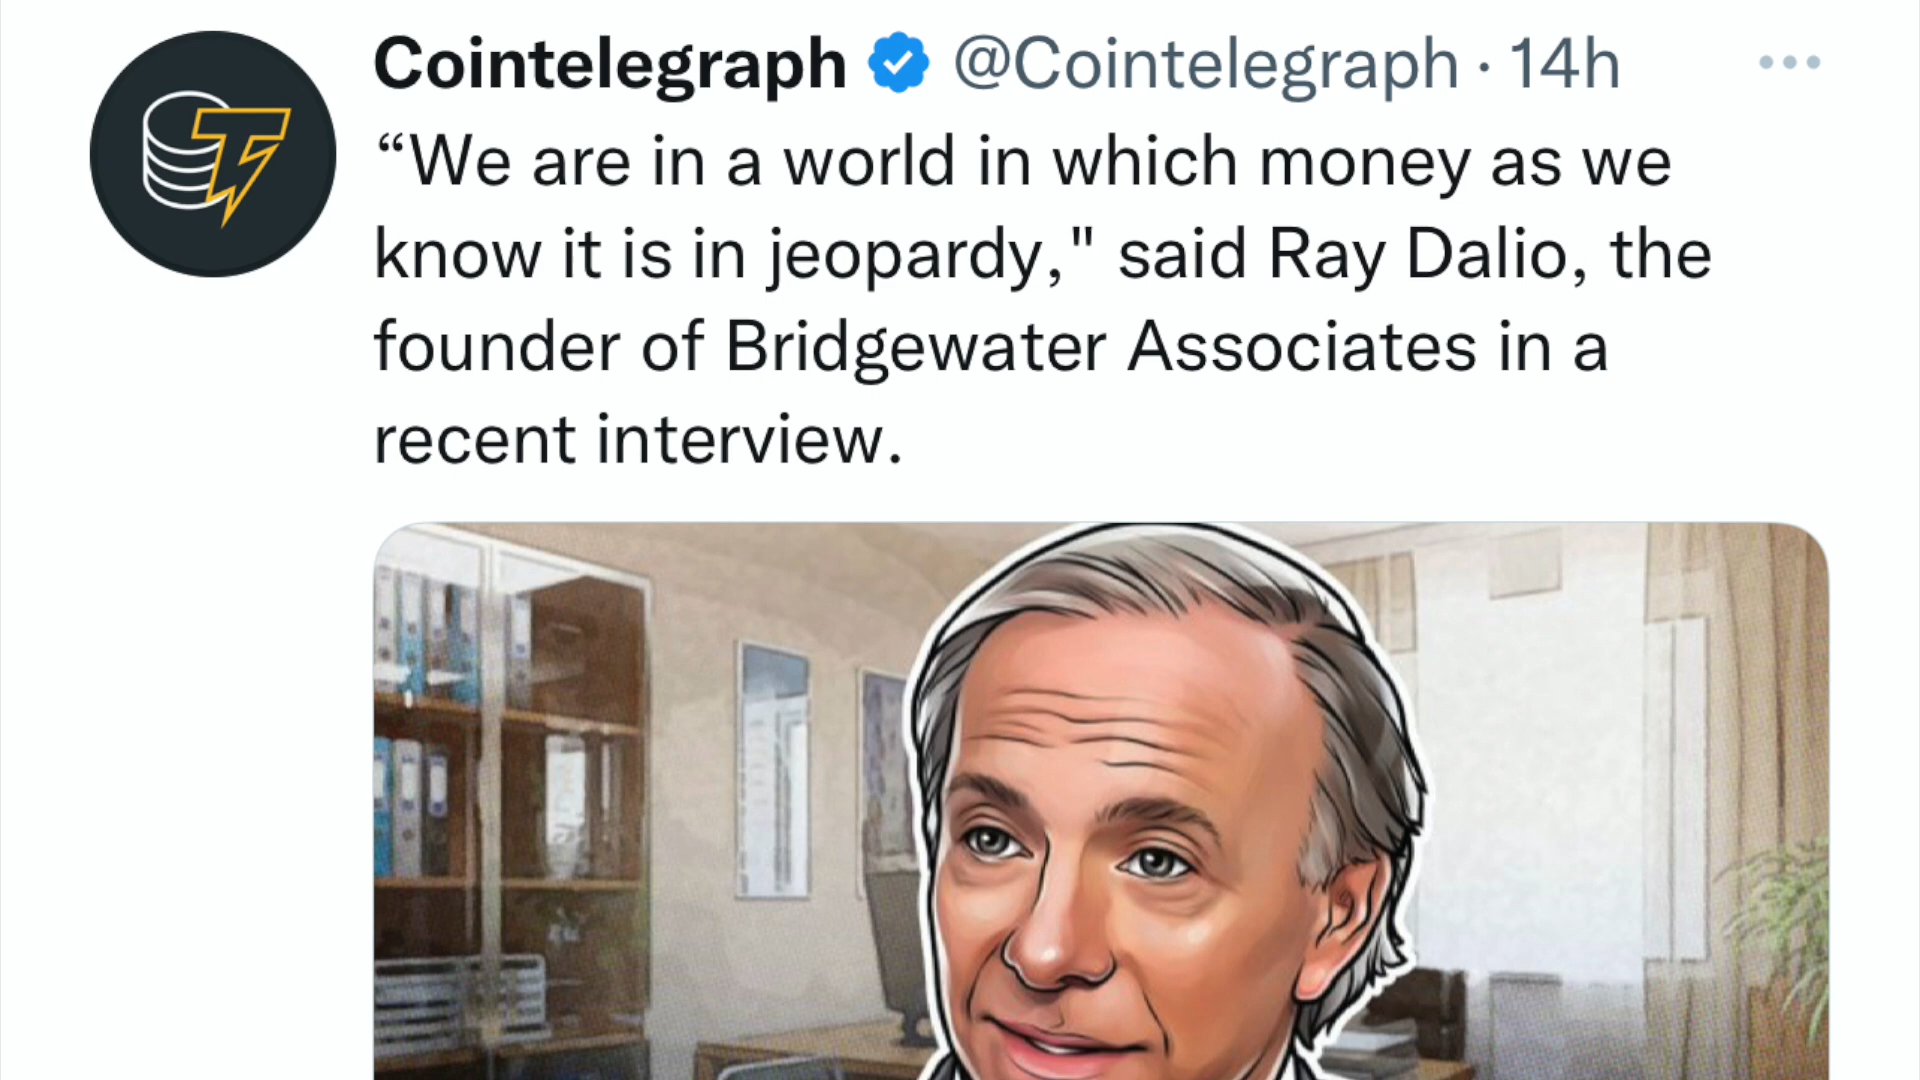 Cointelegraph @Cointelegraph · 14h
“We are in a world in which money as we
know it is in jeopardy," said Ray Dalio, the
founder of Bridgewater Associates in a
recent interview.